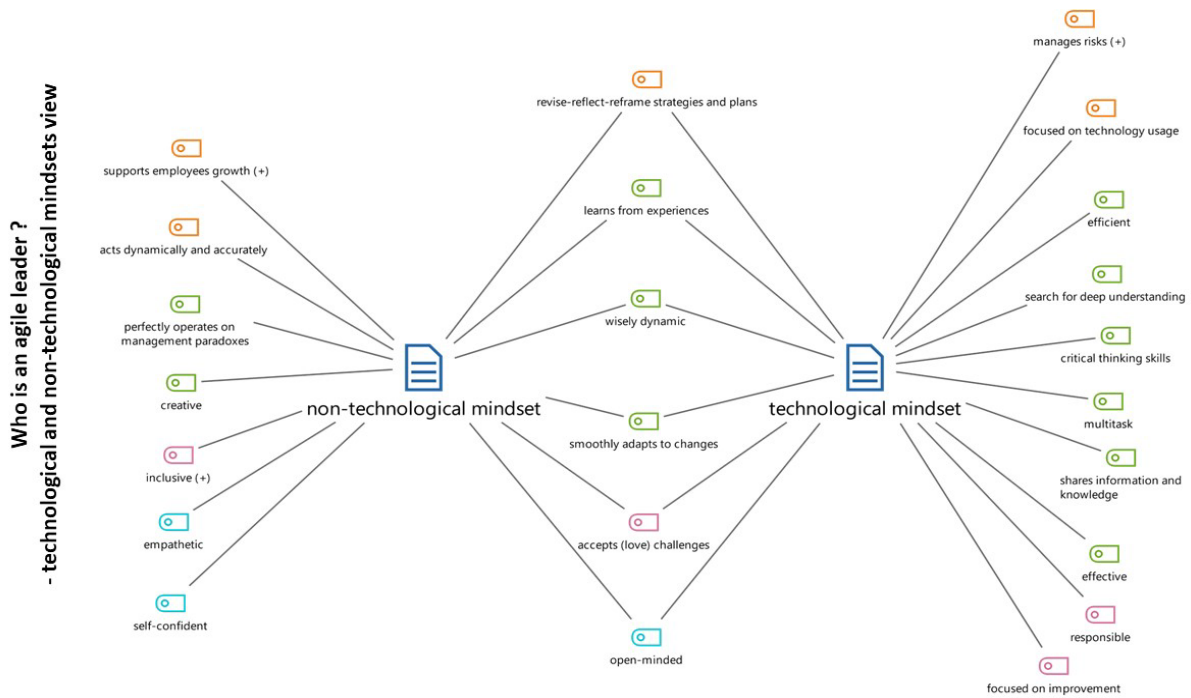 Who is an agile leader ?
- technological and non-technological mindsets view
supports employees growth (+)
acts dynamically and accurately
perfectly operates on
management paradoxes
creative
inclusive (+)
empathetic
self-confident
non-technological mindset
revise-reflect-reframe strategies and plans
learns from experiences
wisely dynamic
smoothly adapts to changes
accepts (love) challenges
open-minded
technological mindset
manages risks (+)
focused on technology usage
efficient
search for deep understanding
critical thinking skills
multitask
shares information and
knowledge
effective
responsible
focused on improvement